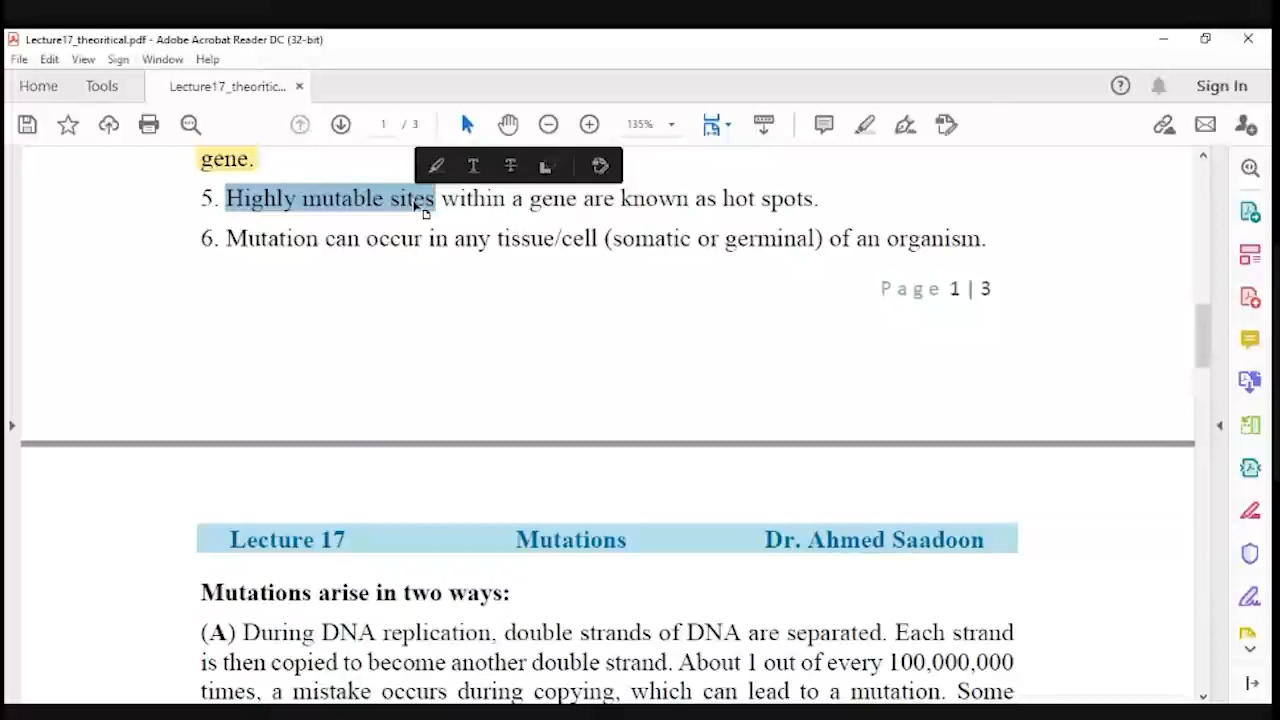 Lecture17_theoritical.pdf - Adobe Acrobat Reader DC (32-bit)
File Edit View Sign Window Help
Home Tools Lecture17_theoritic... × Sign In
1 / 3 135%
gene.
5. Highly mutable sites within a gene are known as hot spots.
6. Mutation can occur in any tissue/cell (somatic or germinal) of an organism.
Page 1 | 3
Lecture 17 Mutations Dr. Ahmed Saadoon
Mutations arise in two ways:
(A) During DNA replication, double strands of DNA are separated. Each strand
is then copied to become another double strand. About 1 out of every 100,000,000
times, a mistake occurs during copying, which can lead to a mutation. Some